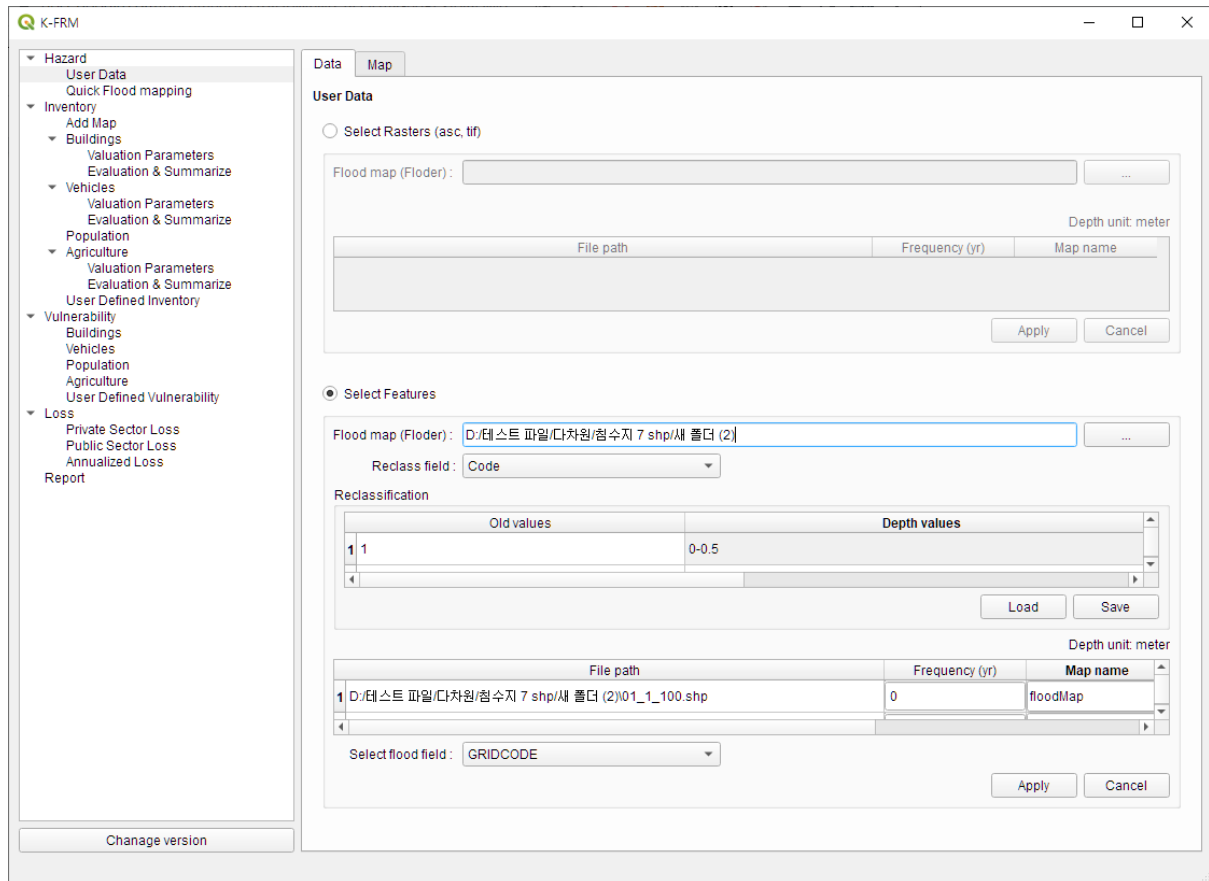 K-FRM
Hazard
User Data
Quick Flood mapping
Inventory
Add Map
Buildings
Valuation Parameters
Evaluation & Summarize
Vehicles
Valuation Parameters
Evaluation & Summarize
Population
Agriculture
Valuation Parameters
Evaluation & Summarize
User Defined Inventory
Vulnerability
Buildings
Vehicles
Population
Agriculture
User Defined Vulnerability
Loss
Private Sector Loss
Public Sector Loss
Annualized Loss
Report
Chanage version
Data Map
User Data
Select Rasters (asc, tif)
Flood map (Floder) : ...
Depth unit: meter
File path Frequency (yr) Map name
Apply Cancel
Select Features
Flood map (Floder) : D:/테스트 파일/다차원/침수지 7 shp/새 폴더 (2) ...
Reclass field : Code
Reclassification
Old values Depth values
1 1 0-0.5
Load Save
Depth unit: meter
File path Frequency (yr) Map name
1 D:/테스트 파일/다차원/침수지 7 shp/새 폴더 (2)\01_1_100.shp 0 floodMap
Select flood field : GRIDCODE
Apply Cancel